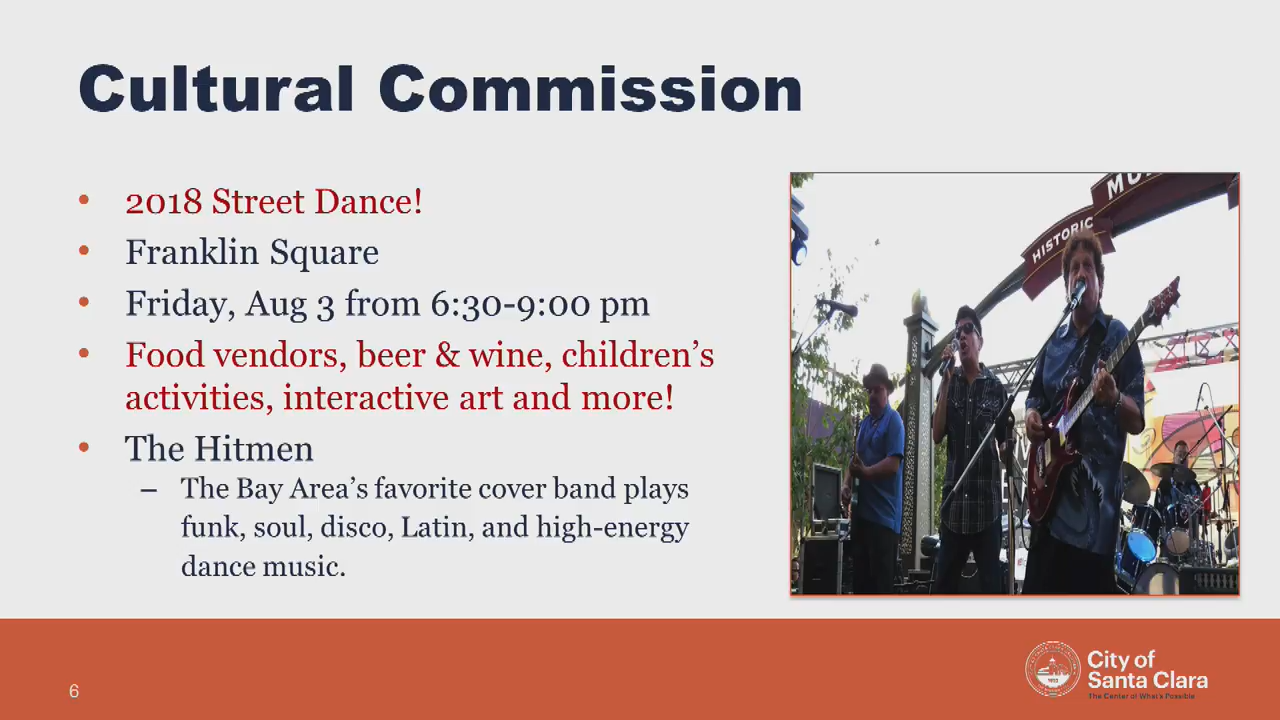 Cultural Commission
• 2018 Street Dance!
• Franklin Square
• Friday, Aug 3 from 6:30-9:00 pm
• Food vendors, beer & wine, children's
activities, interactive art and more!
• The Hitmen
– The Bay Area's favorite cover band plays
funk, soul, disco, Latin, and high-energy
dance music.
HISTORIC
6
City of
Santa Clara
The Center of What's Possible